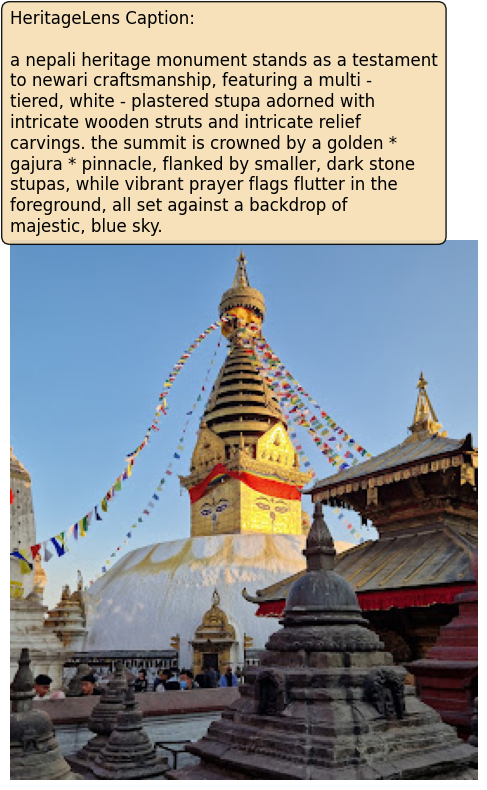 HeritageLens Caption:
a nepali heritage monument stands as a testament
to newari craftsmanship, featuring a multi -
tiered, white - plastered stupa adorned with
intricate wooden struts and intricate relief
carvings. the summit is crowned by a golden *
gajura * pinnacle, flanked by smaller, dark stone
stupas, while vibrant prayer flags flutter in the
foreground, all set against a backdrop of
majestic, blue sky.